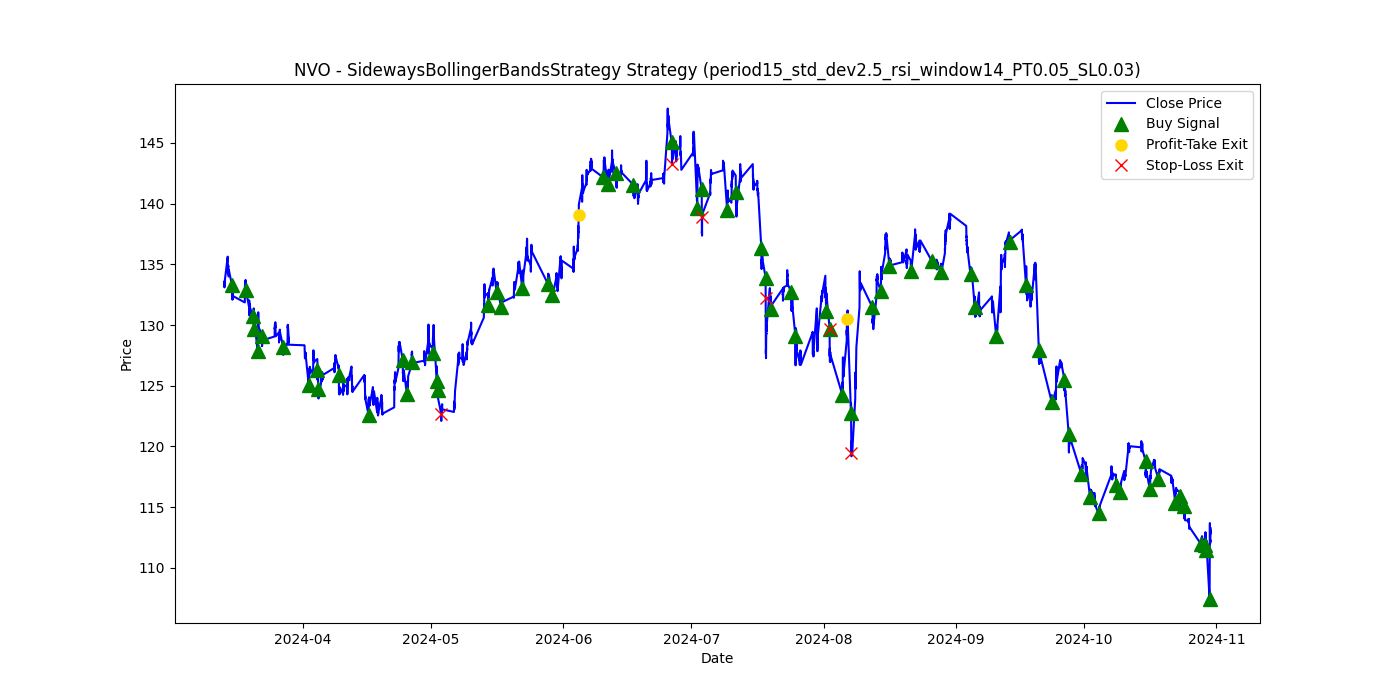 NVO - SidewaysBollingerBandsStrategy Strategy (period15_std_dev2.5_rsi_window14_PT0.05_SL0.03)
Close Price
Buy Signal
Profit-Take Exit
Stop-Loss Exit
Price
145
140
135
130
125
120
115
110
2024-04
2024-05
2024-06
2024-07
2024-08
2024-09
2024-10
2024-11
Date